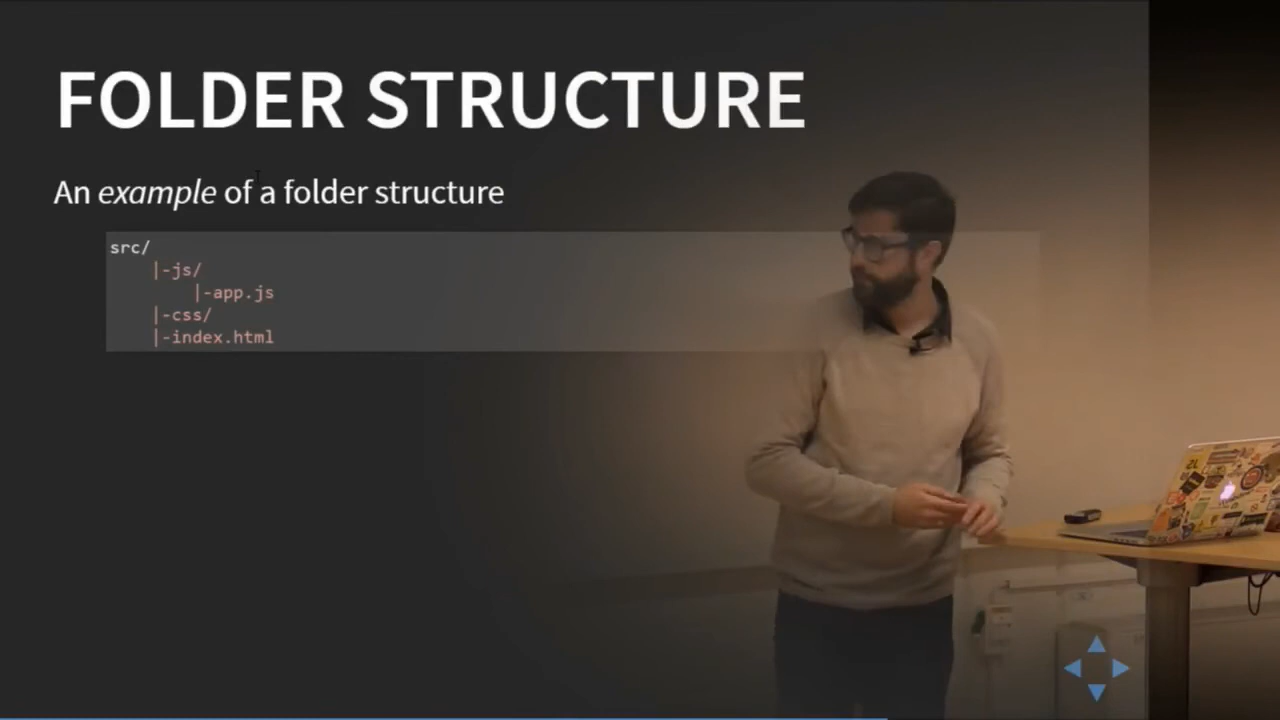 FOLDER STRUCTURE
An example of a folder structure
src/
    |-js/
        |-app.js
    |-css/
    |-index.html